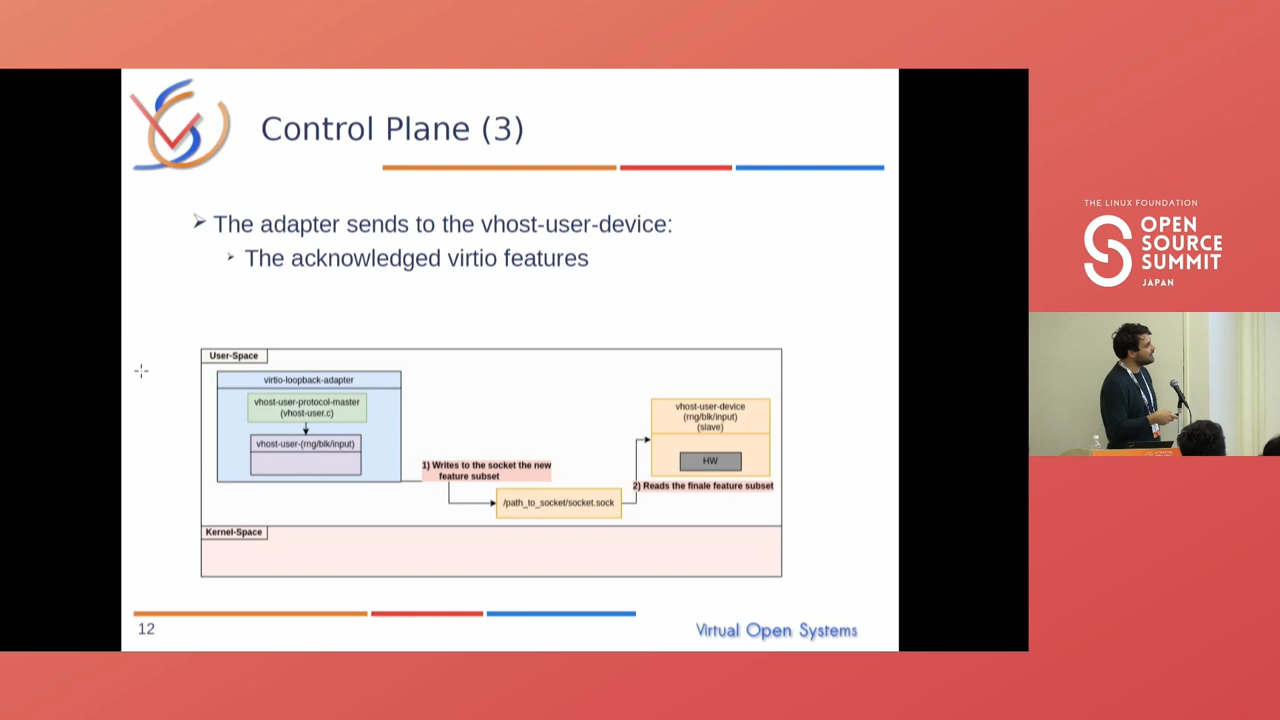 Control Plane (3)
The adapter sends to the vhost-user-device:
The acknowledged virtio features
User-Space
virtio-loopback-adapter
vhost-user-protocol-master
(vhost-user.c)
vhost-user-(rng/blk/input)
1) Writes to the socket the new
feature subset
/path_to_socket/socket.sock
vhost-user-device
(rng/blk/input)
(slave)
HW
2) Reads the finale feature subset
Kernel-Space
12
Virtual Open Systems
THE LINUX FOUNDATION
OPEN
SOURCE
SUMMIT
JAPAN